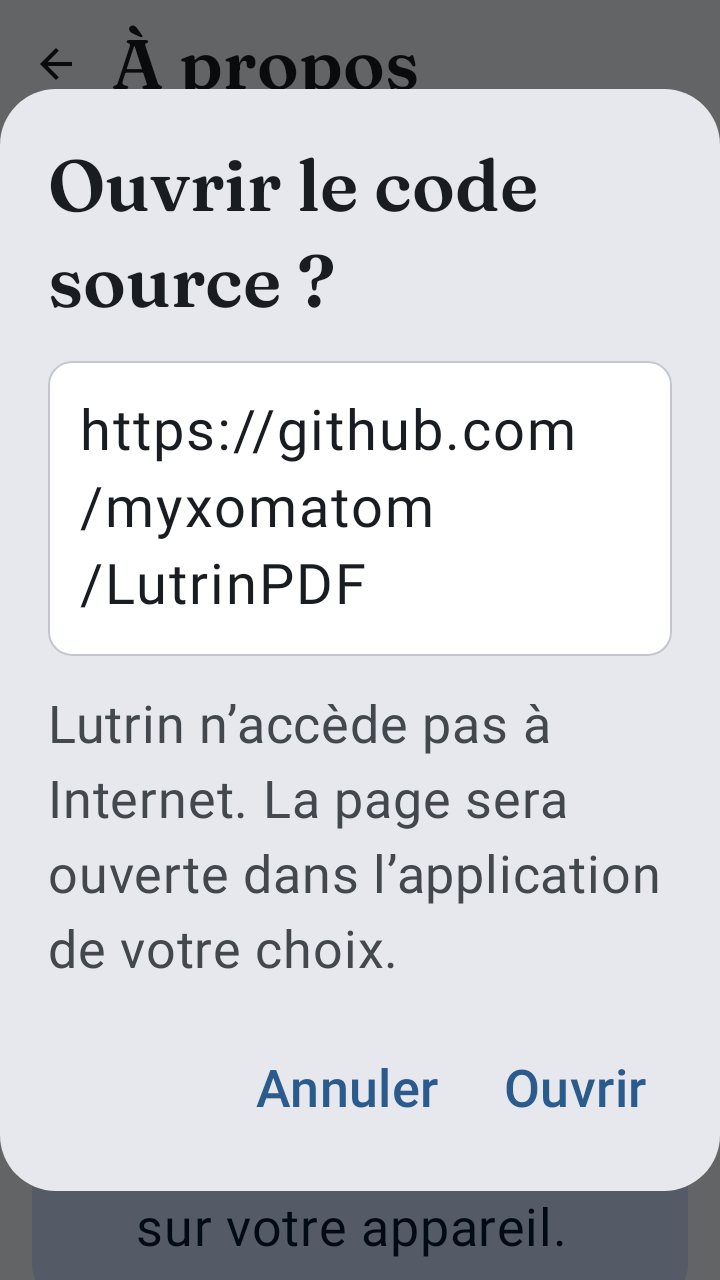 À propos
Ouvrir le code
source ?
https://github.com
/myxomatom
/LutrinPDF
Lutrin n’accède pas à
Internet. La page sera
ouverte dans l’application
de votre choix.
Annuler Ouvrir
sur votre appareil.